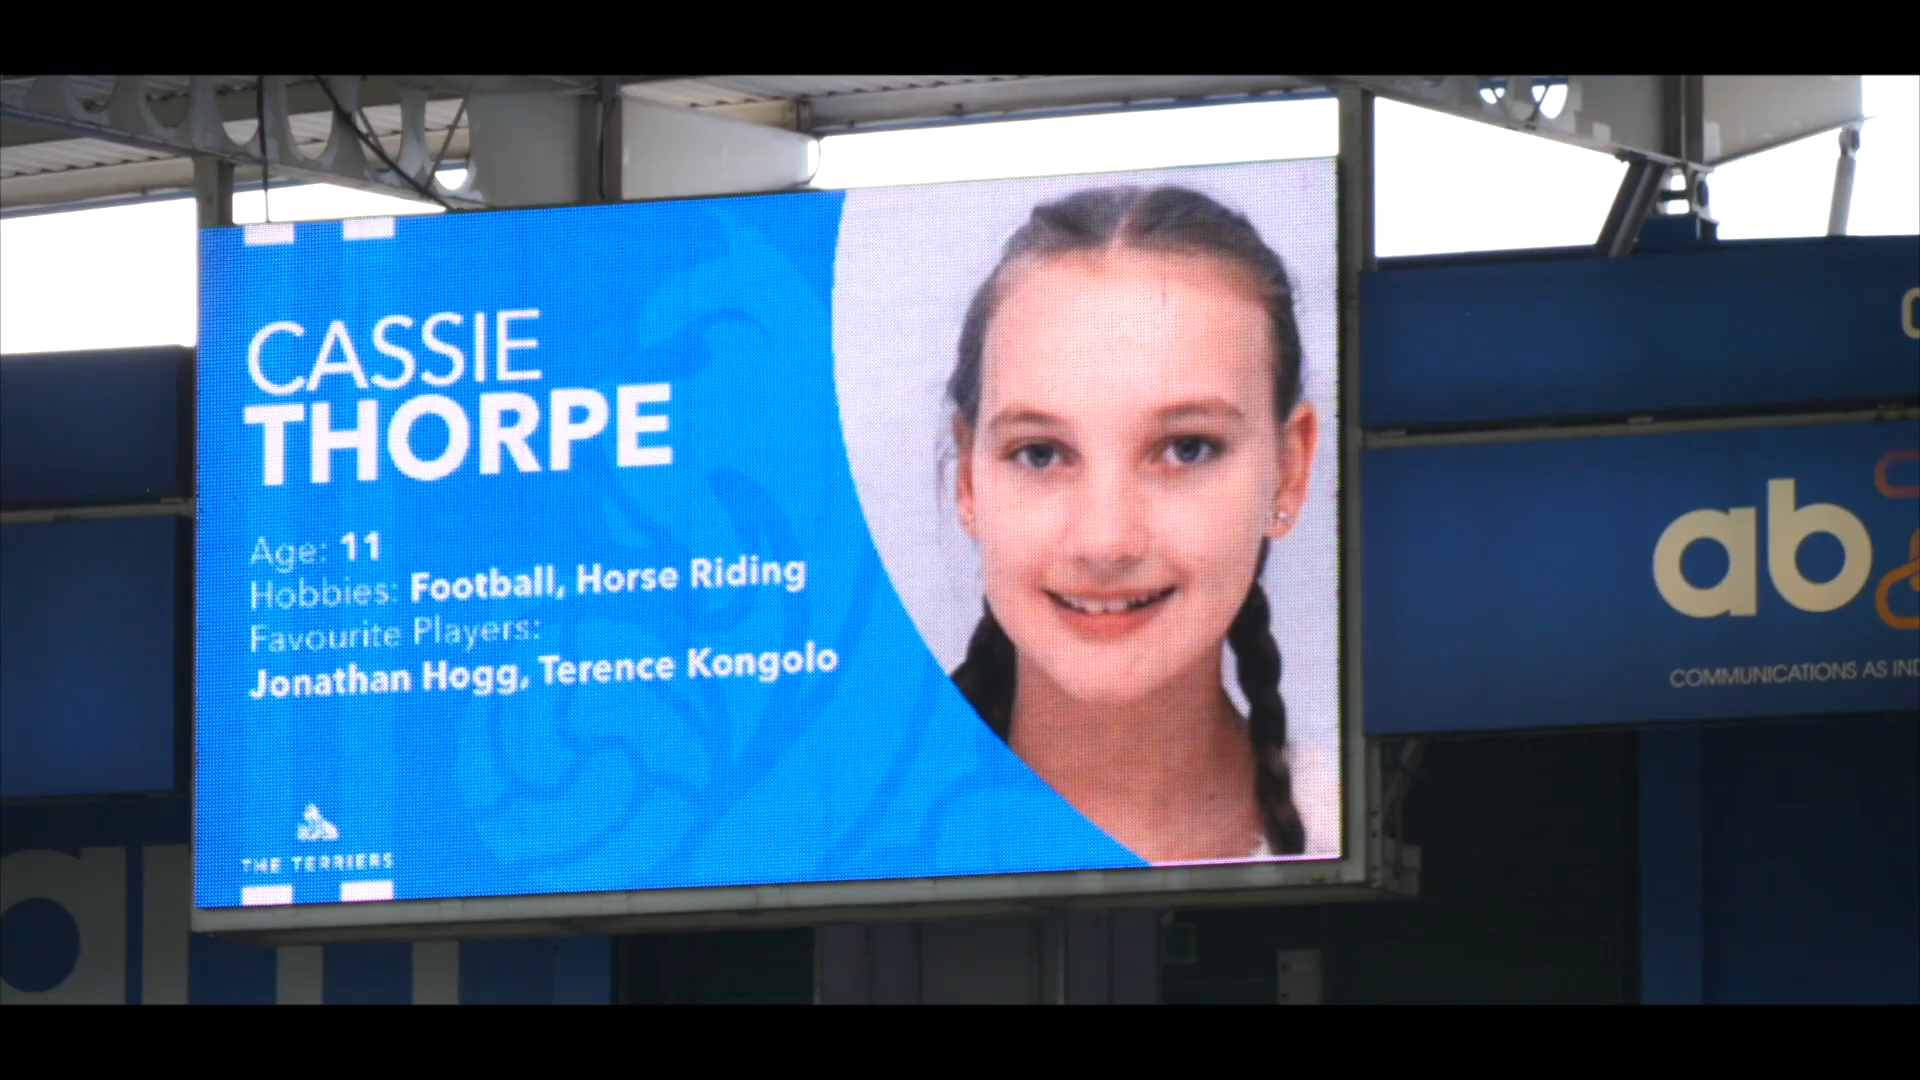 CASSIE
THORPE
Age: 11
Hobbies: Football, Horse Riding
Favourite Players:
Jonathan Hogg, Terence Kongolo
THE TERRIERS
ab
COMMUNICATIONS AS